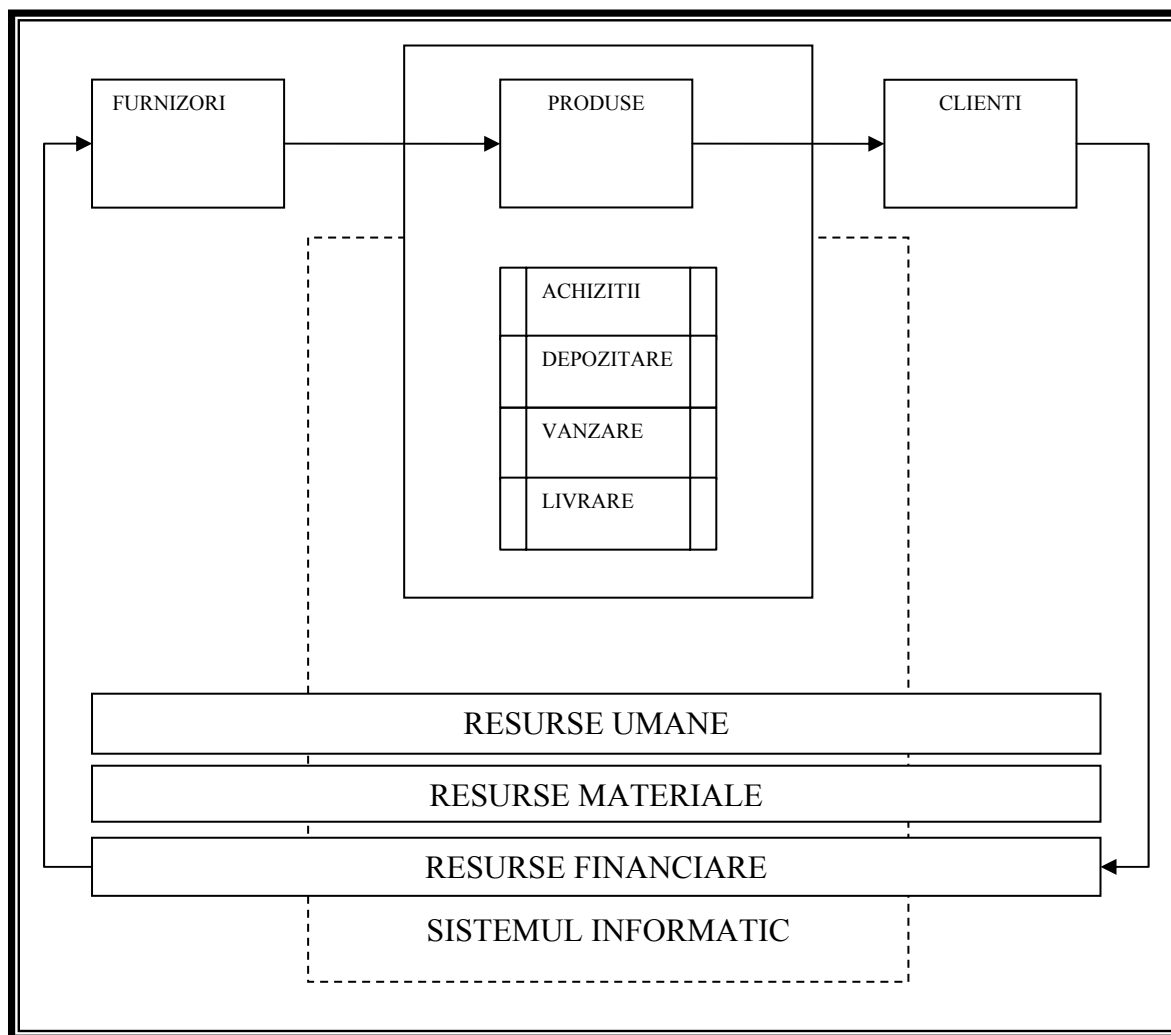 FURNIZORI
PRODUSE
CLIENTI
ACHIZITII
DEPOZITARE
VANZARE
LIVRARE
RESURSE UMANE
RESURSE MATERIALE
RESURSE FINANCIARE
SISTEMUL INFORMATIC